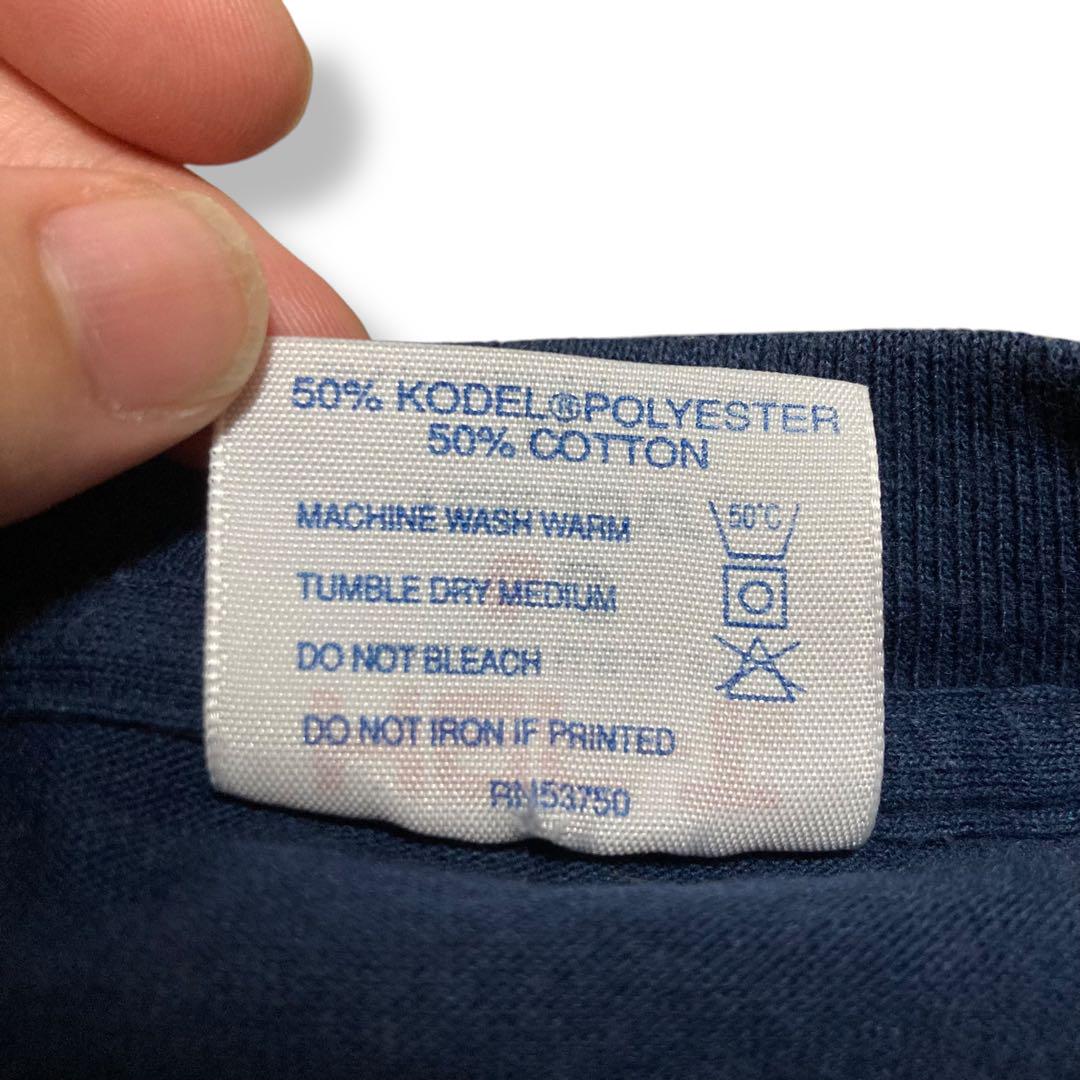 50% KODEL®POLYESTER
50% COTTON
MACHINE WASH WARM
50°C
TUMBLE DRY MEDIUM
DO NOT BLEACH
DO NOT IRON IF PRINTED
RN53750